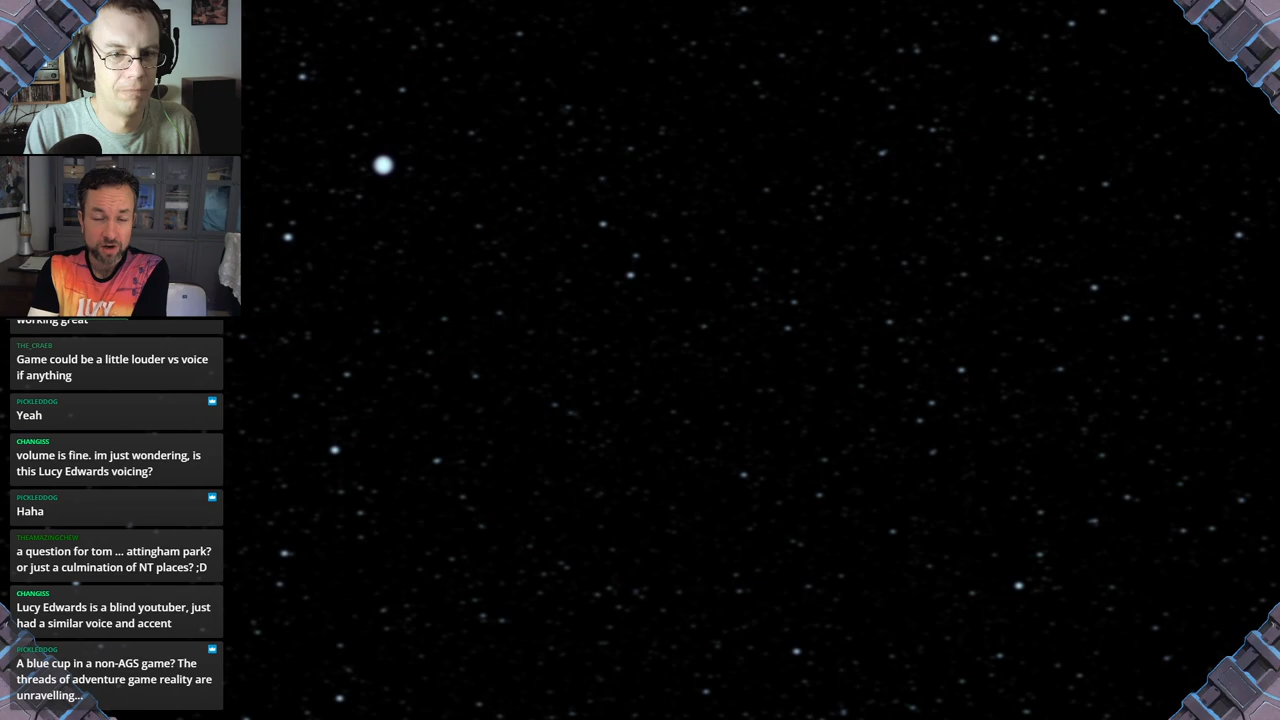 working great
THE_CRAEB
Game could be a little louder vs voice
if anything
PICKLEDDOG
Yeah
CHANGISS
volume is fine. im just wondering, is
this Lucy Edwards voicing?
PICKLEDDOG
Haha
THEAMAZINGCHEW
a question for tom ... attingham park?
or just a culmination of NT places? ;D
CHANGISS
Lucy Edwards is a blind youtuber, just
had a similar voice and accent
PICKLEDDOG
A blue cup in a non-AGS game? The
threads of adventure game reality are
unravelling...